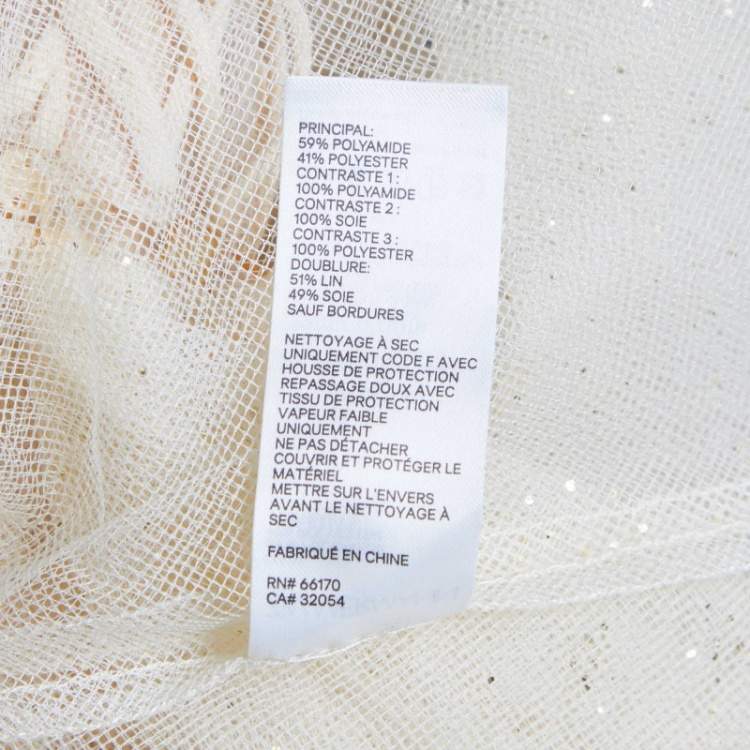 PRINCIPAL:
59% POLYAMIDE
41% POLYESTER
CONTRASTE 1 :
100% POLYAMIDE
CONTRASTE 2 :
100% SOIE
CONTRASTE 3 :
100% POLYESTER
DOUBLURE:
51% LIN
49% SOIE
SAUF BORDURES
NETTOYAGE À SEC
UNIQUEMENT CODE F AVEC
HOUSSE DE PROTECTION
REPASSAGE DOUX AVEC
TISSU DE PROTECTION
VAPEUR FAIBLE
UNIQUEMENT
NE PAS DÉTACHER
COUVRIR ET PROTÉGER LE
MATÉRIEL
METTRE SUR L'ENVERS
AVANT LE NETTOYAGE À
SEC
FABRIQUÉ EN CHINE
RN# 66170
CA# 32054